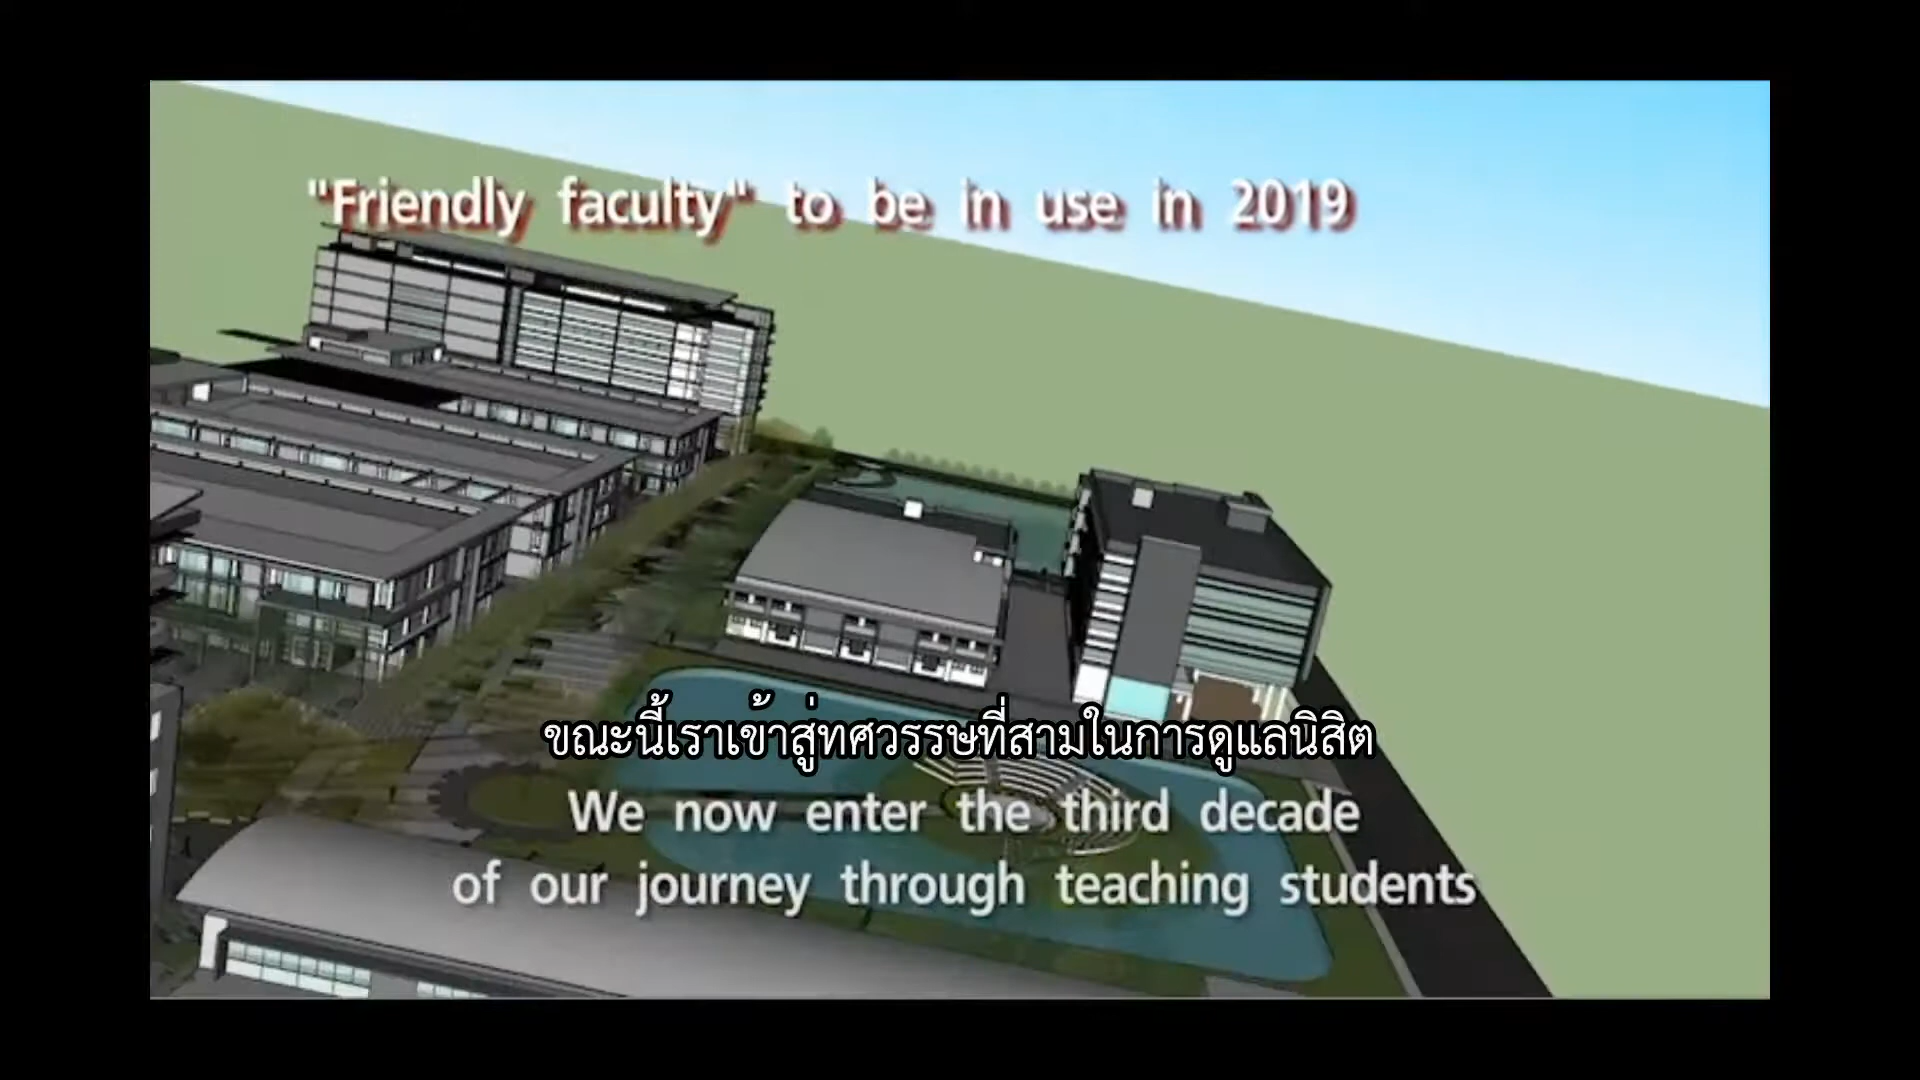 "Friendly faculty" to be in use in 2019
ขณะนี้เราเข้าสู่ทศวรรษที่สามในการดูแลนิสิต
We now enter the third decade
of our journey through teaching students